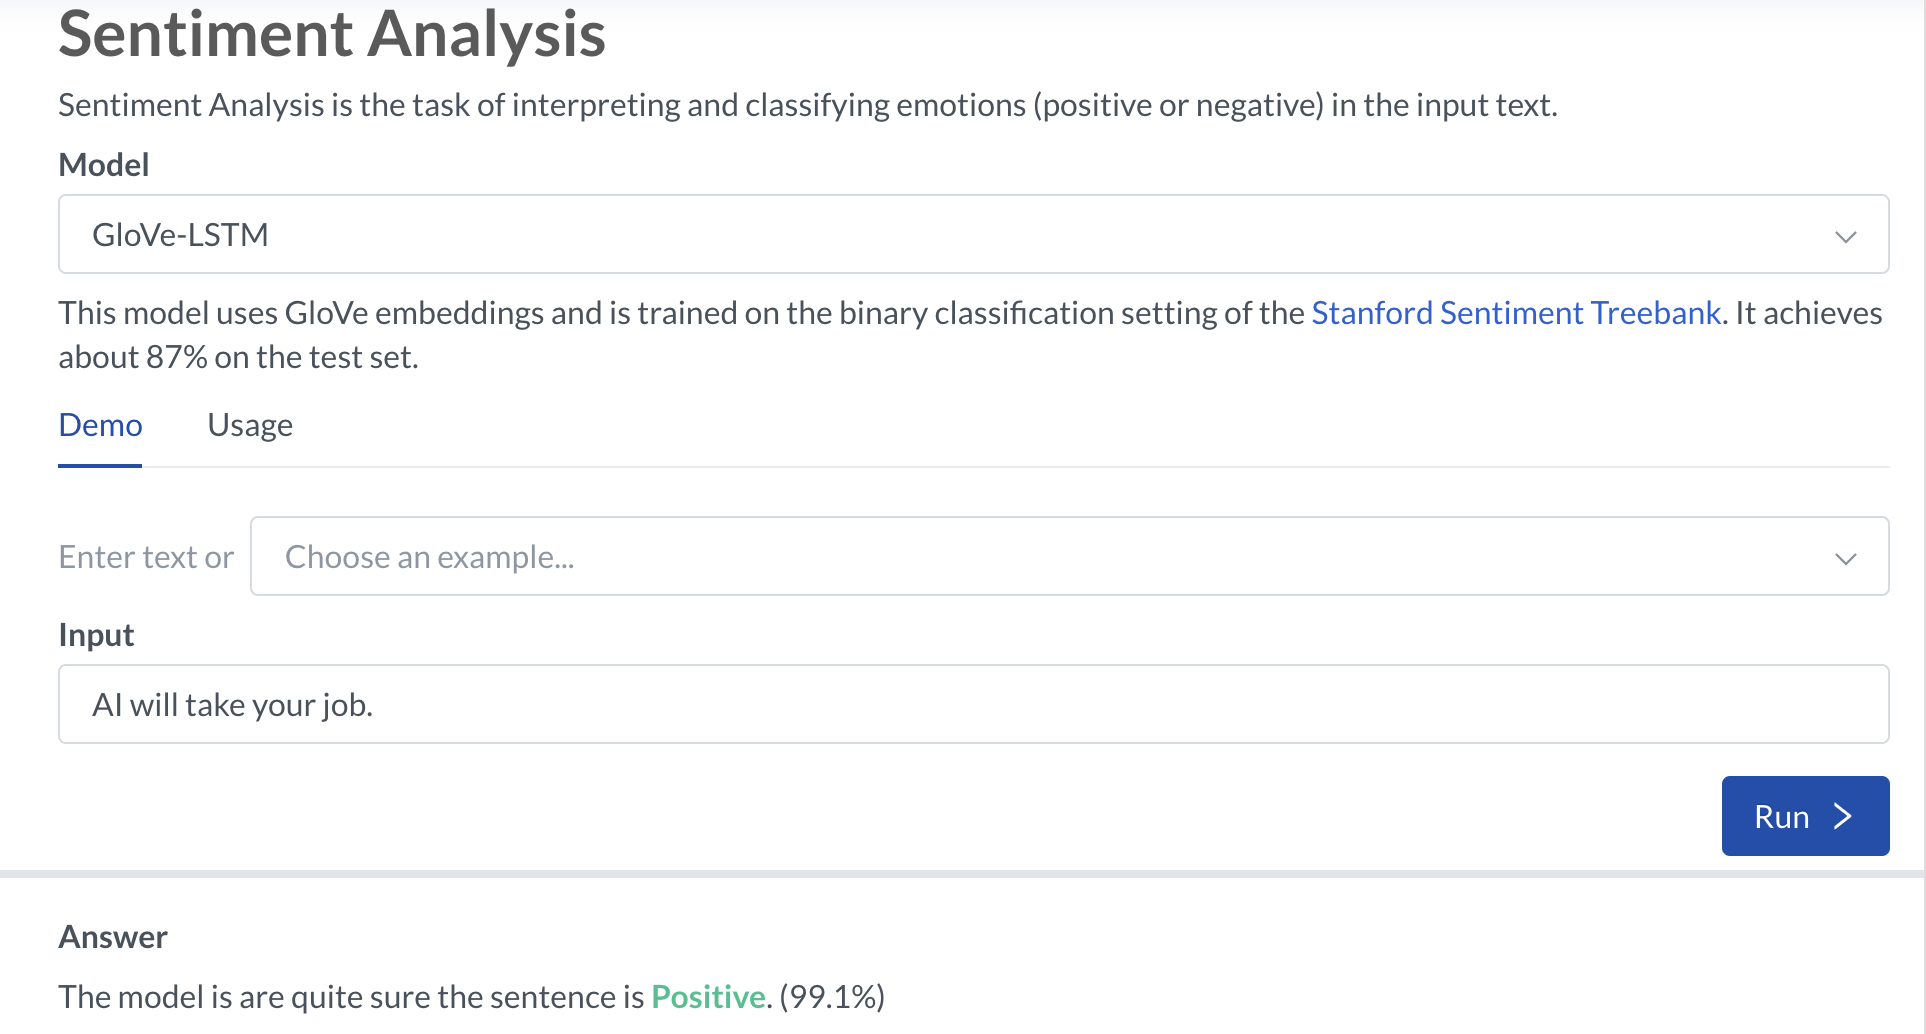 Sentiment Analysis
Sentiment Analysis is the task of interpreting and classifying emotions (positive or negative) in the input text.
Model
GloVe-LSTM
This model uses GloVe embeddings and is trained on the binary classification setting of the Stanford Sentiment Treebank. It achieves
about 87% on the test set.
Demo Usage
Enter text or Choose an example...
Input
AI will take your job.
Run
Answer
The model is are quite sure the sentence is Positive. (99.1%)